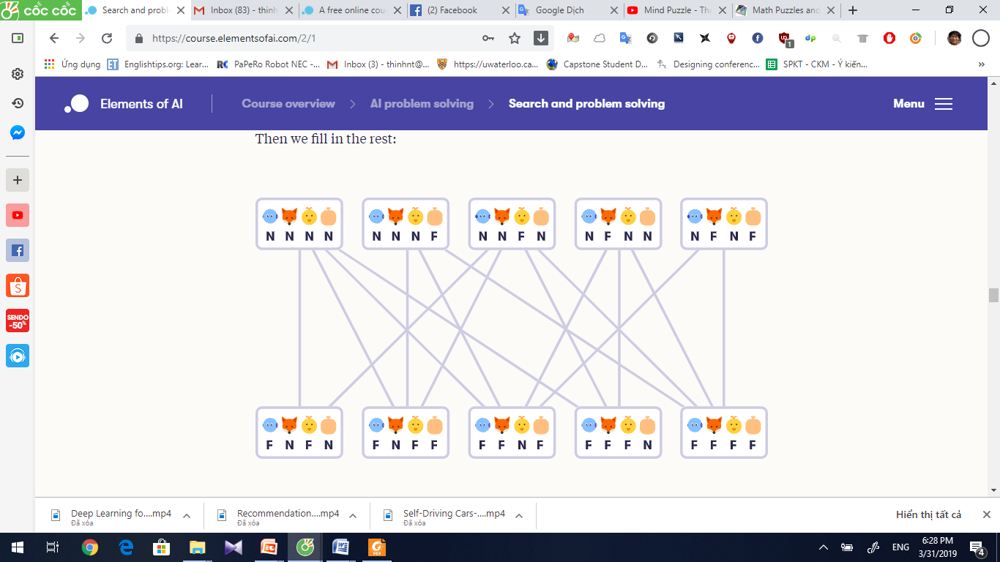 CỐC CỐC
Search and probl
Inbox (83) - thinh
A free online cou
(2) Facebook
Google Dịch
Mind Puzzle - The
Math Puzzles and
https://course.elementsofai.com/2/1
1
Ứng dụng
ET
Englishtips.org: Lear...
RC
PaPeRo Robot NEC -...
Inbox (3) - thinhnt@...
https://uwaterloo.ca...
Capstone Student D...
Designing conferenc...
SPKT - CKM - Ý kiến...
Elements of AI
Course overview
AI problem solving
Search and problem solving
Menu
Then we fill in the rest:
N N N N
N N N F
N N F N
N F N N
N F N F
F N F N
F N F F
F F N F
F F F N
F F F F
SENDO
-50%
Deep Learning fo....mp4
Đã xóa
Recommendation....mp4
Đã xóa
Self-Driving Cars-....mp4
Đã xóa
Hiển thị tất cả
ENG
6:28 PM
3/31/2019
4